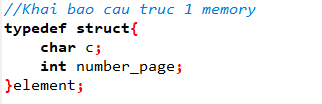 //Khai bao cau truc 1 memory
typedef struct{
    char c;
    int number_page;
}element;